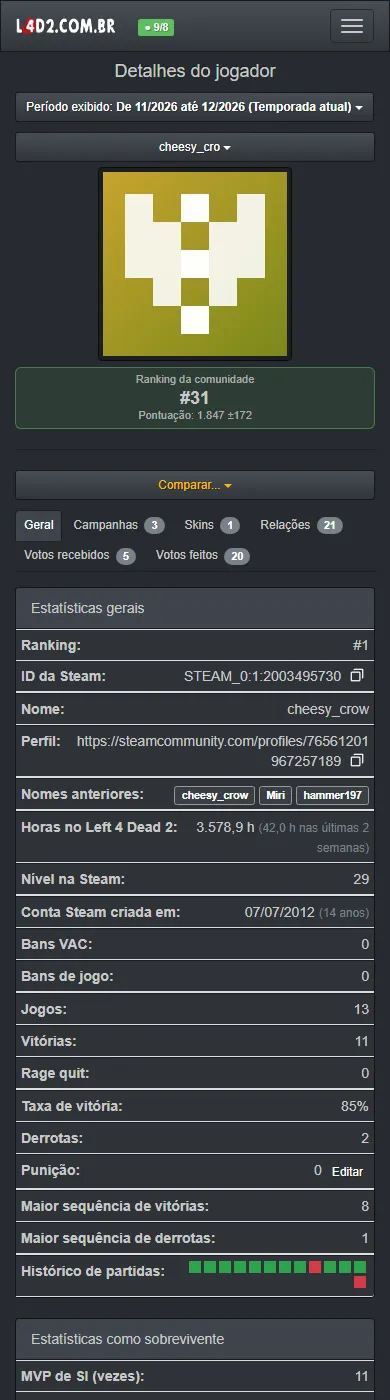 L4D2.COM.BR
● 9/8
Detalhes do jogador
Período exibido: De 11/2026 até 12/2026 (Temporada atual)
cheesy_cro
Ranking da comunidade
#31
Pontuação: 1.847 ±172
Comparar...
Geral Campanhas 3 Skins 1 Relações 21
Votos recebidos 5 Votos feitos 20
Estatísticas gerais
Ranking: #1
ID da Steam: STEAM_0:1:2003495730
Nome: cheesy_crow
Perfil: https://steamcommunity.com/profiles/76561201
967257189
Nomes anteriores: cheesy_crow Miri hammer197
Horas no Left 4 Dead 2: 3.578,9 h (42,0 h nas últimas 2
semanas)
Nível na Steam: 29
Conta Steam criada em: 07/07/2012 (14 anos)
Bans VAC: 0
Bans de jogo: 0
Jogos: 13
Vitórias: 11
Rage quit: 0
Taxa de vitória: 85%
Derrotas: 2
Punição: 0 Editar
Maior sequência de vitórias: 8
Maior sequência de derrotas: 1
Histórico de partidas:
Estatísticas como sobrevivente
MVP de SI (vezes): 11